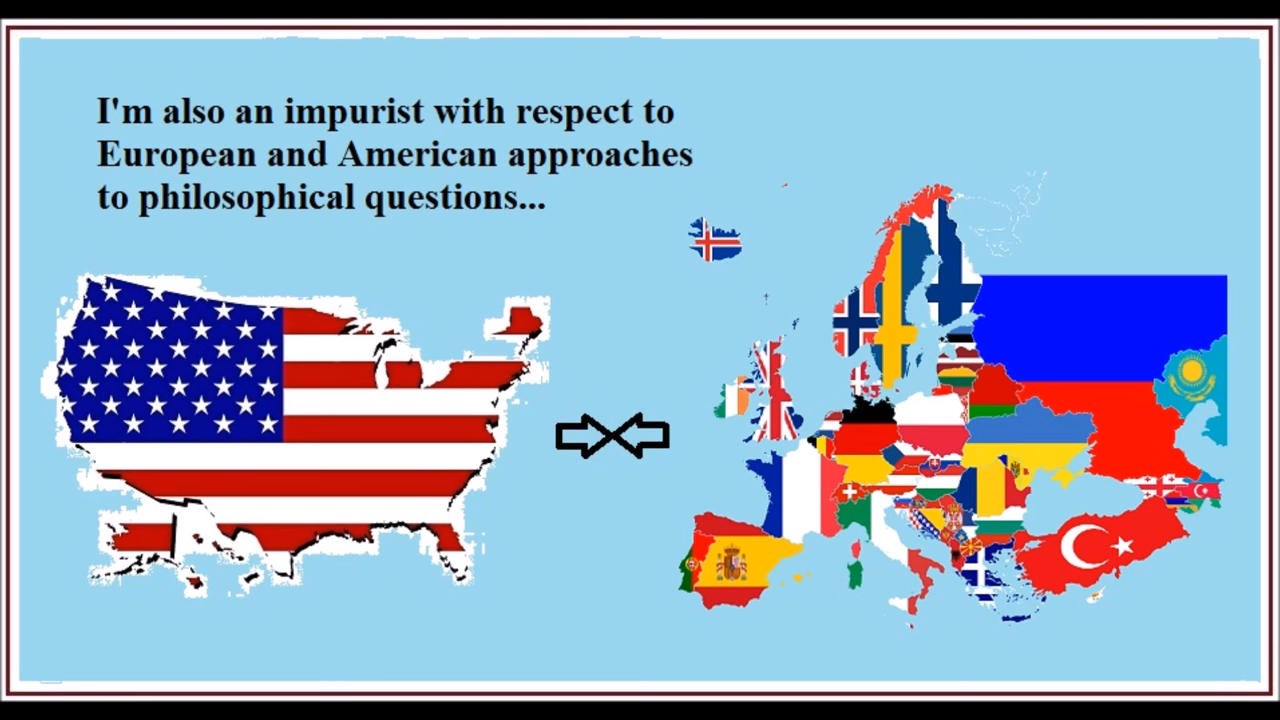 I'm also an impurist with respect to
European and American approaches
to philosophical questions...